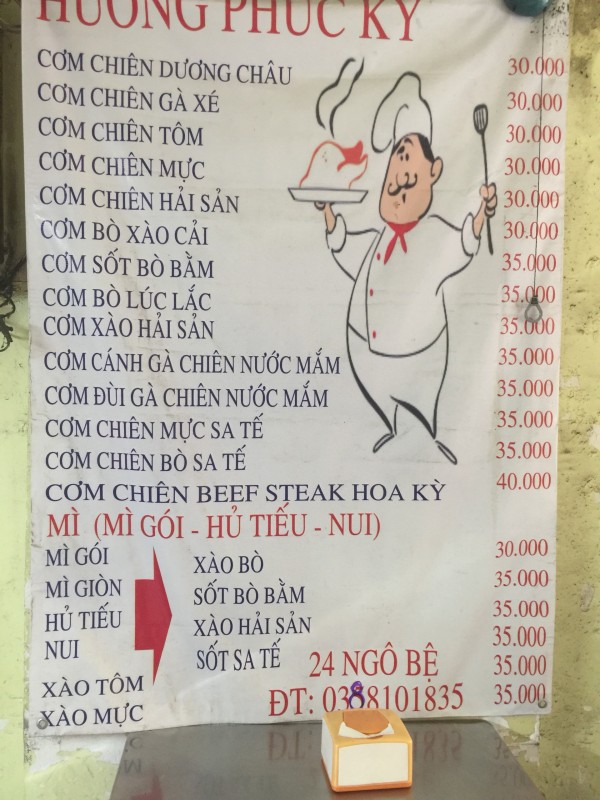 HƯƠNG PHÚC KÝ
CƠM CHIÊN DƯƠNG CHÂU 30.000
CƠM CHIÊN GÀ XÉ 30.000
CƠM CHIÊN TÔM 30.000
CƠM CHIÊN MỰC 30.000
CƠM CHIÊN HẢI SẢN 30.000
CƠM BÒ XÀO CẢI 30.000
CƠM SỐT BÒ BẰM 35.000
CƠM BÒ LÚC LẮC 35.000
CƠM XÀO HẢI SẢN 35.000
CƠM CÁNH GÀ CHIÊN NƯỚC MẮM 35.000
CƠM ĐÙI GÀ CHIÊN NƯỚC MẮM 35.000
CƠM CHIÊN MỰC SA TẾ 35.000
CƠM CHIÊN BÒ SA TẾ 35.000
CƠM CHIÊN BEEF STEAK HOA KỲ 40.000
MÌ (MÌ GÓI - HỦ TIẾU - NUI)
MÌ GÓI XÀO BÒ 30.000
MÌ GIÒN SỐT BÒ BẰM 35.000
HỦ TIẾU XÀO HẢI SẢN 35.000
NUI SỐT SA TẾ 35.000
XÀO TÔM 35.000
XÀO MỰC 35.000
24 NGÔ BỆ
ĐT: 0388101835